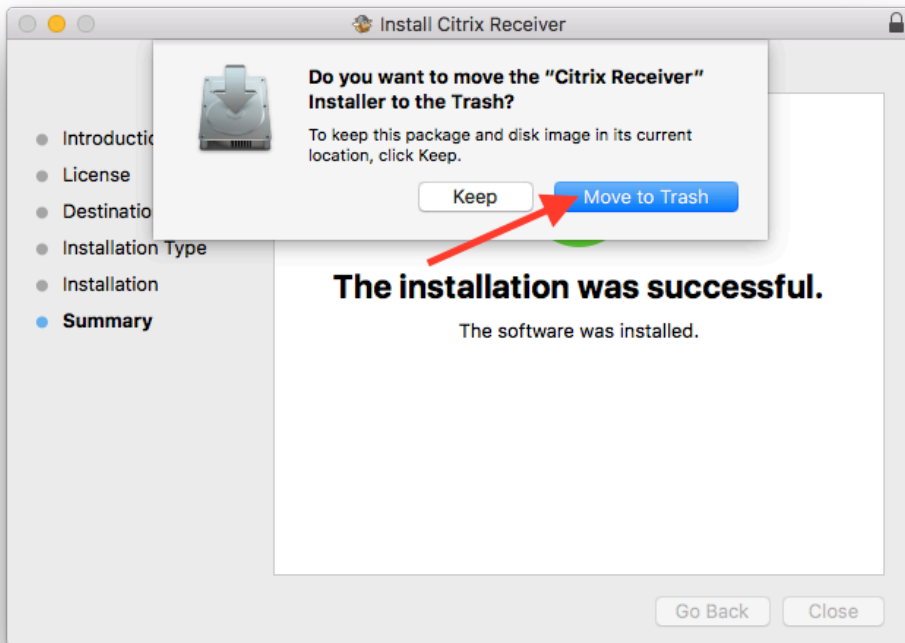 Install Citrix Receiver
Do you want to move the “Citrix Receiver”
Installer to the Trash?
To keep this package and disk image in its current
location, click Keep.
Keep
Move to Trash
Introductio
License
Destinatio
Installation Type
Installation
Summary
The installation was successful.
The software was installed.
Go Back
Close